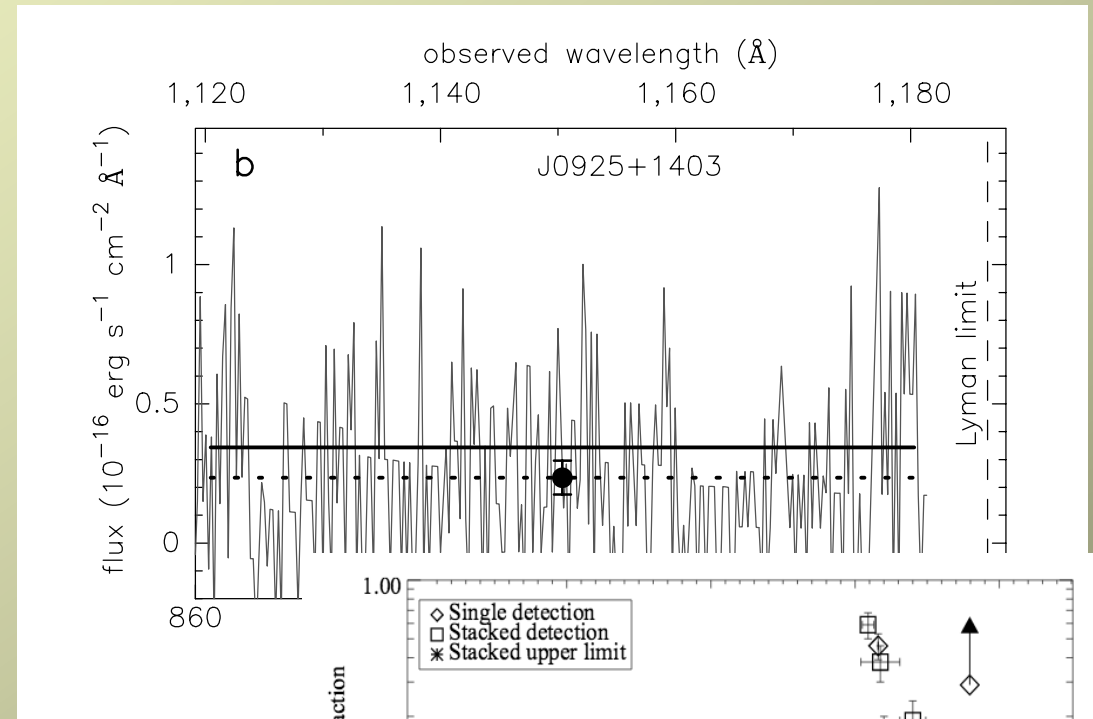 observed wavelength (Å)
1,120 1,140 1,160 1,180
b
J0925+1403
flux (10−16 erg s−1 cm−2 Å−1)
1
0.5
0
Lyman limit
860
1.00
Single detection
Stacked detection
Stacked upper limit